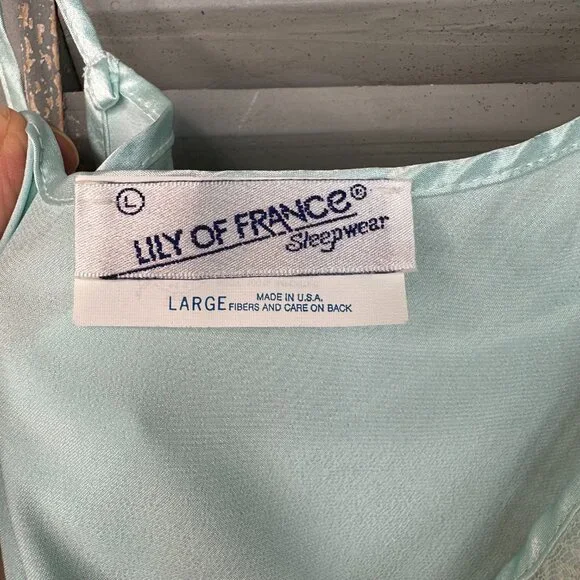 L
LILY OF FRANCE®
Sleepwear
LARGE MADE IN U.S.A.
FIBERS AND CARE ON BACK